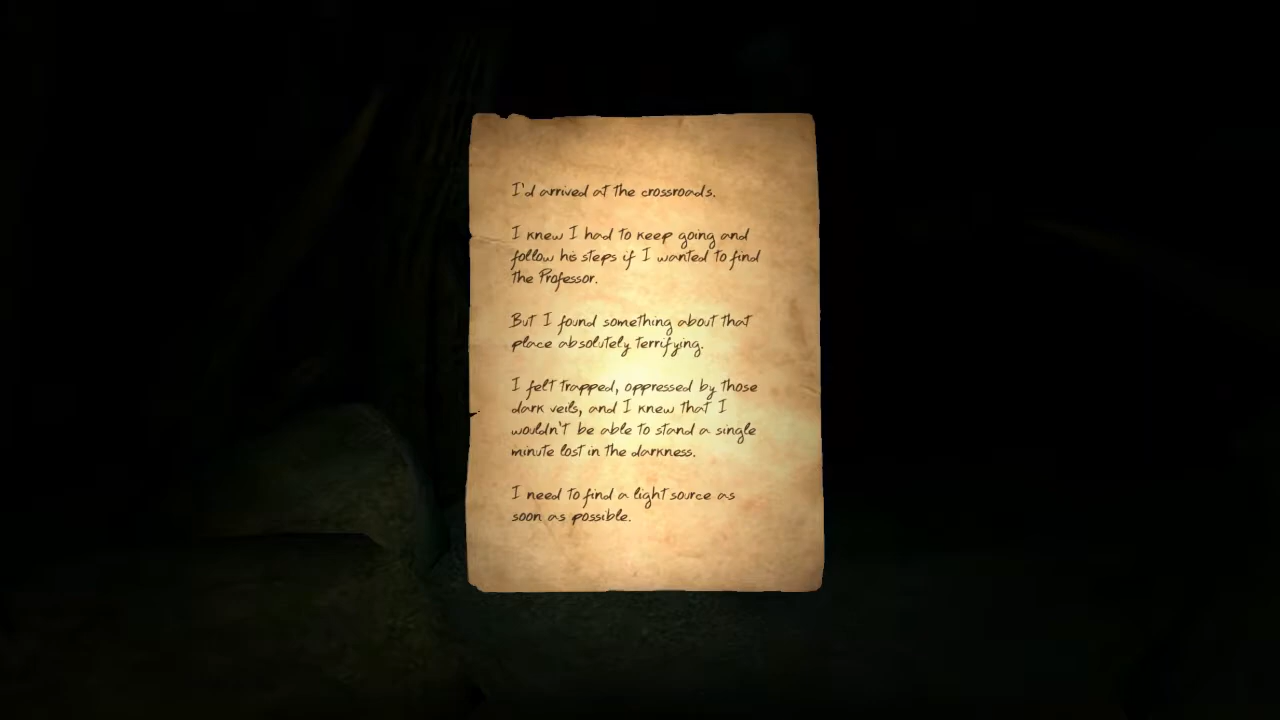 I'd arrived at the crossroads.
I knew I had to keep going and
follow his steps if I wanted to find
the Professor.
But I found something about that
place absolutely terrifying.
I felt trapped, oppressed by those
dark veils, and I knew that I
wouldn't be able to stand a single
minute lost in the darkness.
I need to find a light source as
soon as possible.